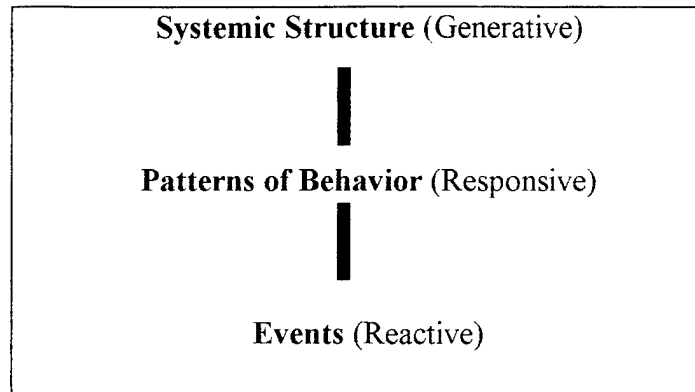 Systemic Structure (Generative)
Patterns of Behavior (Responsive)
Events (Reactive)